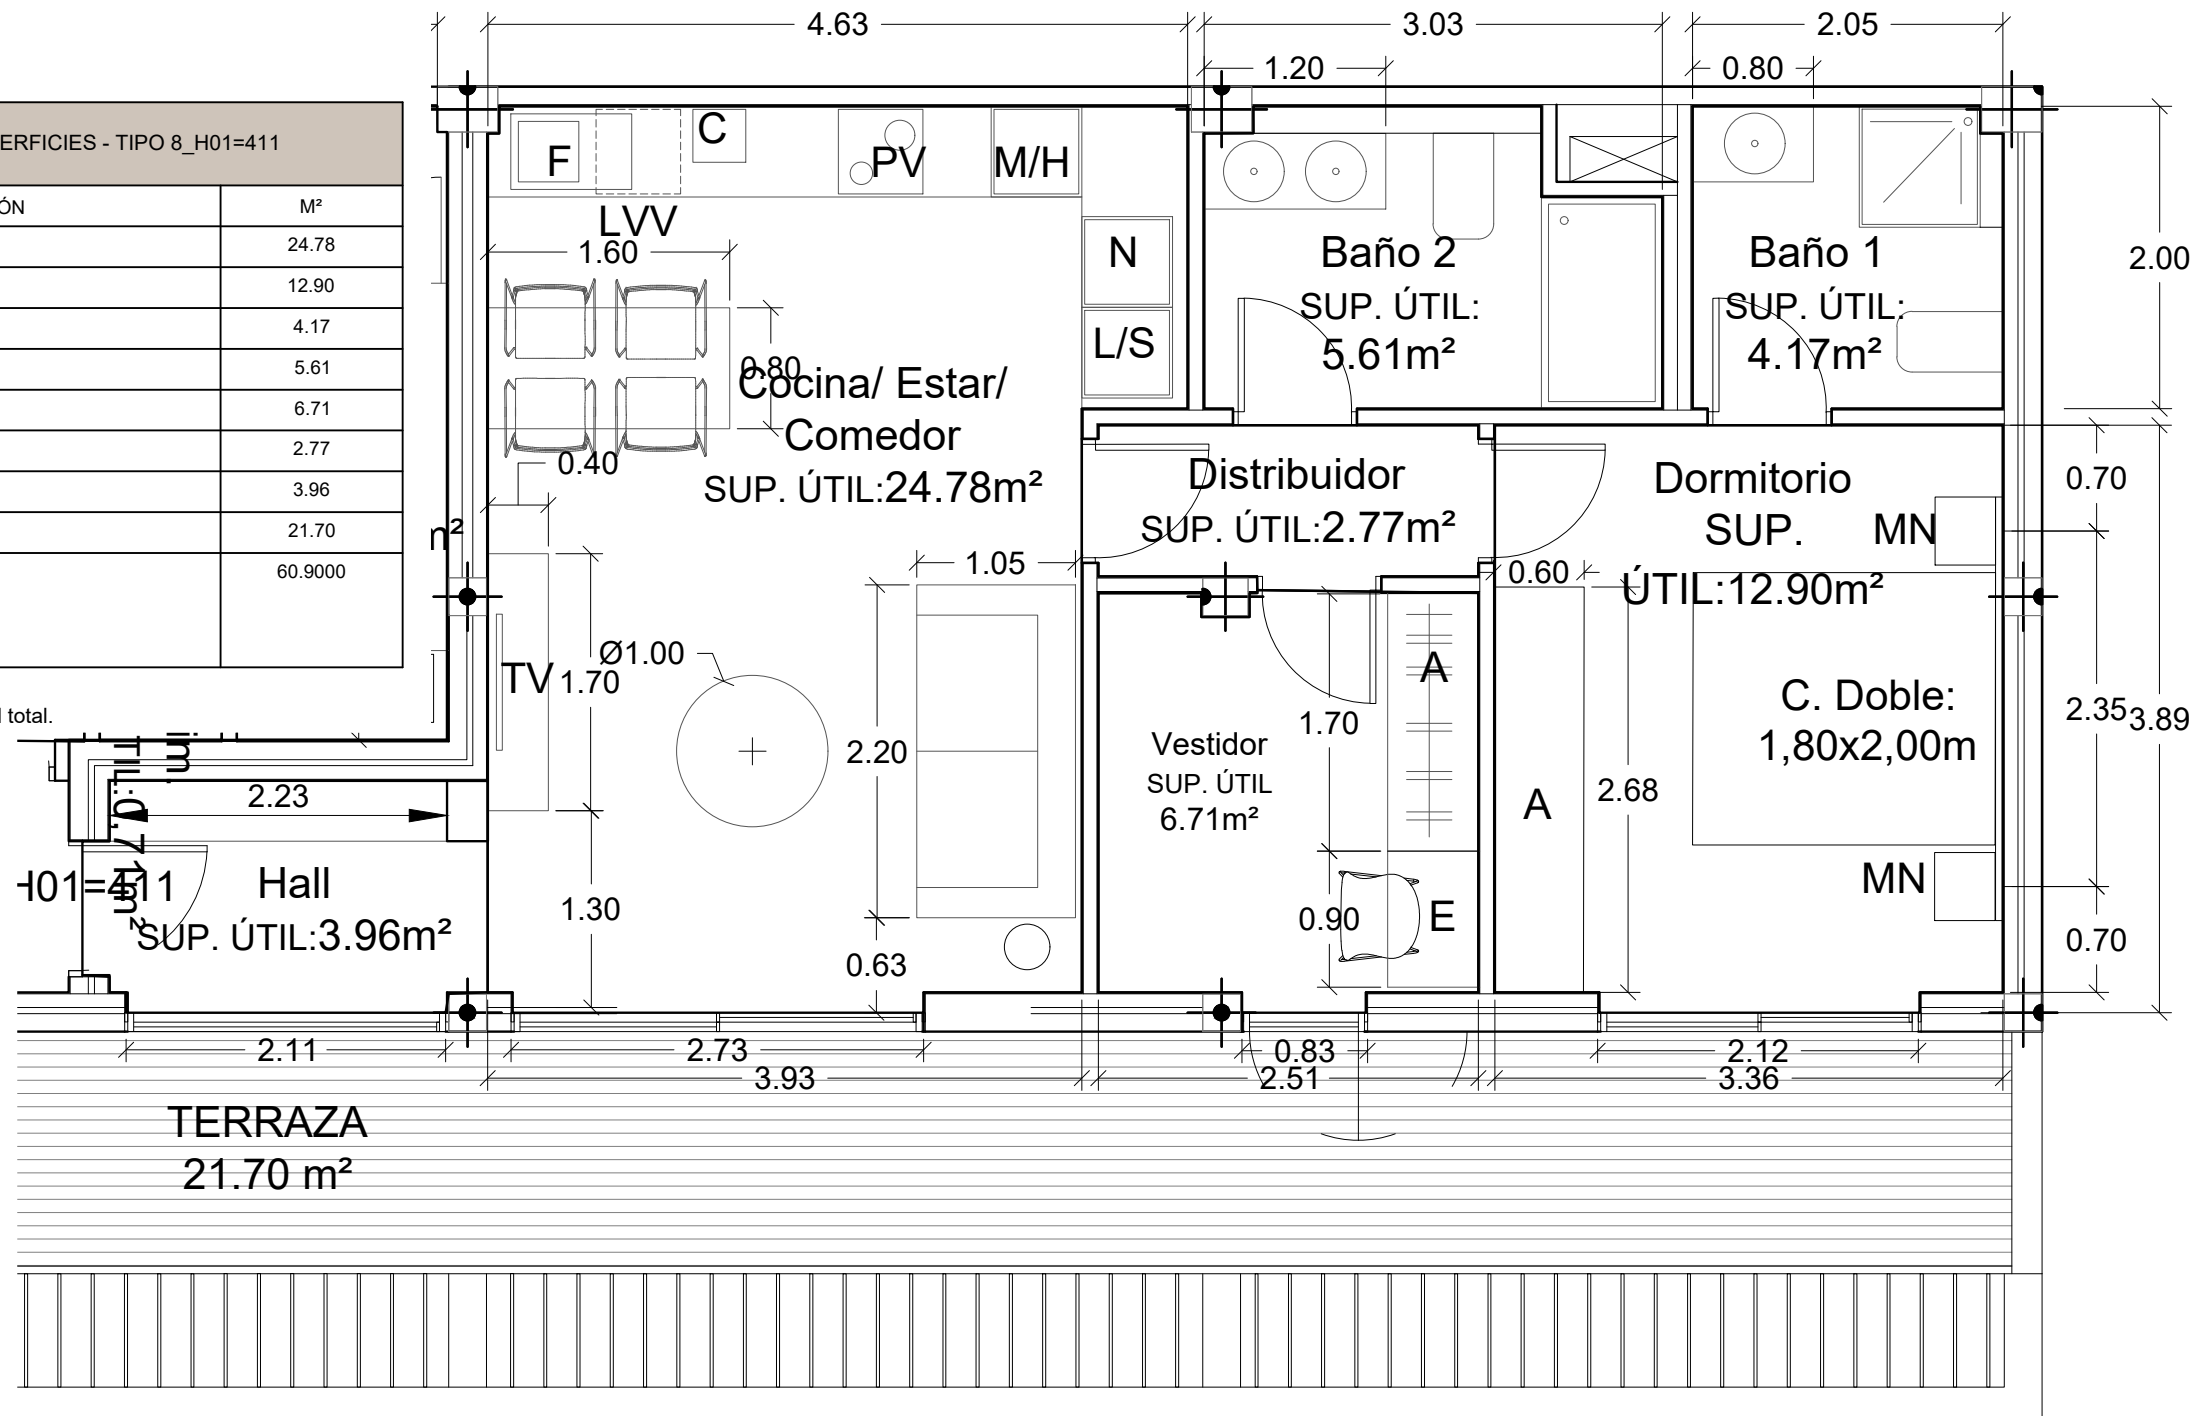 4.63
3.03
2.05
1.20
0.80
ERFICIES - TIPO 8_H01=411
ÓN M²
24.78
12.90
4.17
5.61
6.71
2.77
3.96
21.70
60.9000
l total.
F
C
PV
M/H
LVV
1.60
N
L/S
0.80
Cocina/ Estar/
Comedor
SUP. ÚTIL:24.78m²
0.40
Baño 2
SUP. ÚTIL:
5.61m²
Baño 1
SUP. ÚTIL:
4.17m²
2.00
Distribuidor
SUP. ÚTIL:2.77m²
Dormitorio
SUP.
ÚTIL:12.90m²
MN
0.70
m²
1.05
0.60
TV
1.70
Ø1.00
2.20
1.30
0.63
Vestidor
SUP. ÚTIL
6.71m²
1.70
A
0.90
E
A
2.68
C. Doble:
1,80x2,00m
MN
2.35
3.89
0.70
2.23
H01=411
Hall
SUP. ÚTIL:3.96m²
2.11
2.73
0.83
2.12
3.93
2.51
3.36
TERRAZA
21.70 m²